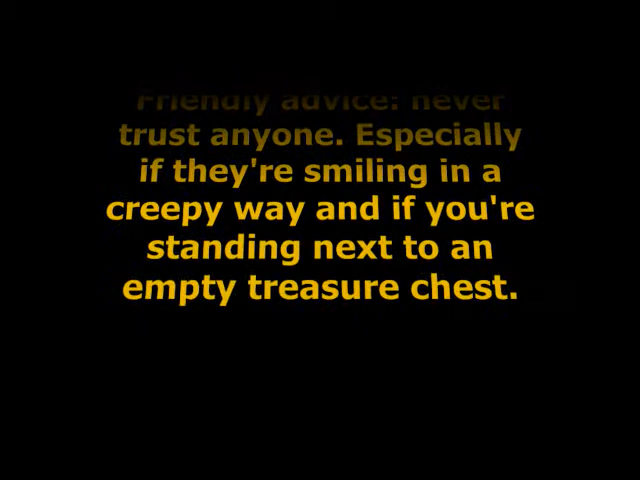 Friendly advice: never
trust anyone. Especially
if they're smiling in a
creepy way and if you're
standing next to an
empty treasure chest.